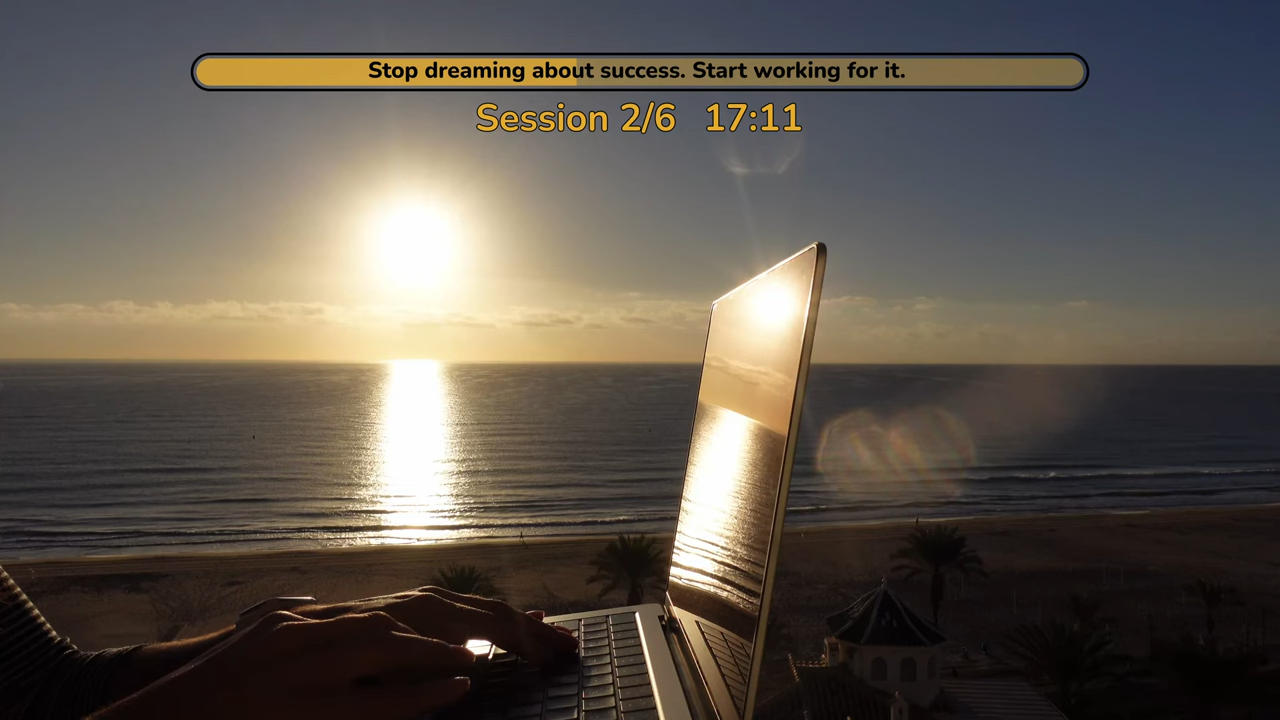 Stop dreaming about success. Start working for it.
Session 2/6 17:11